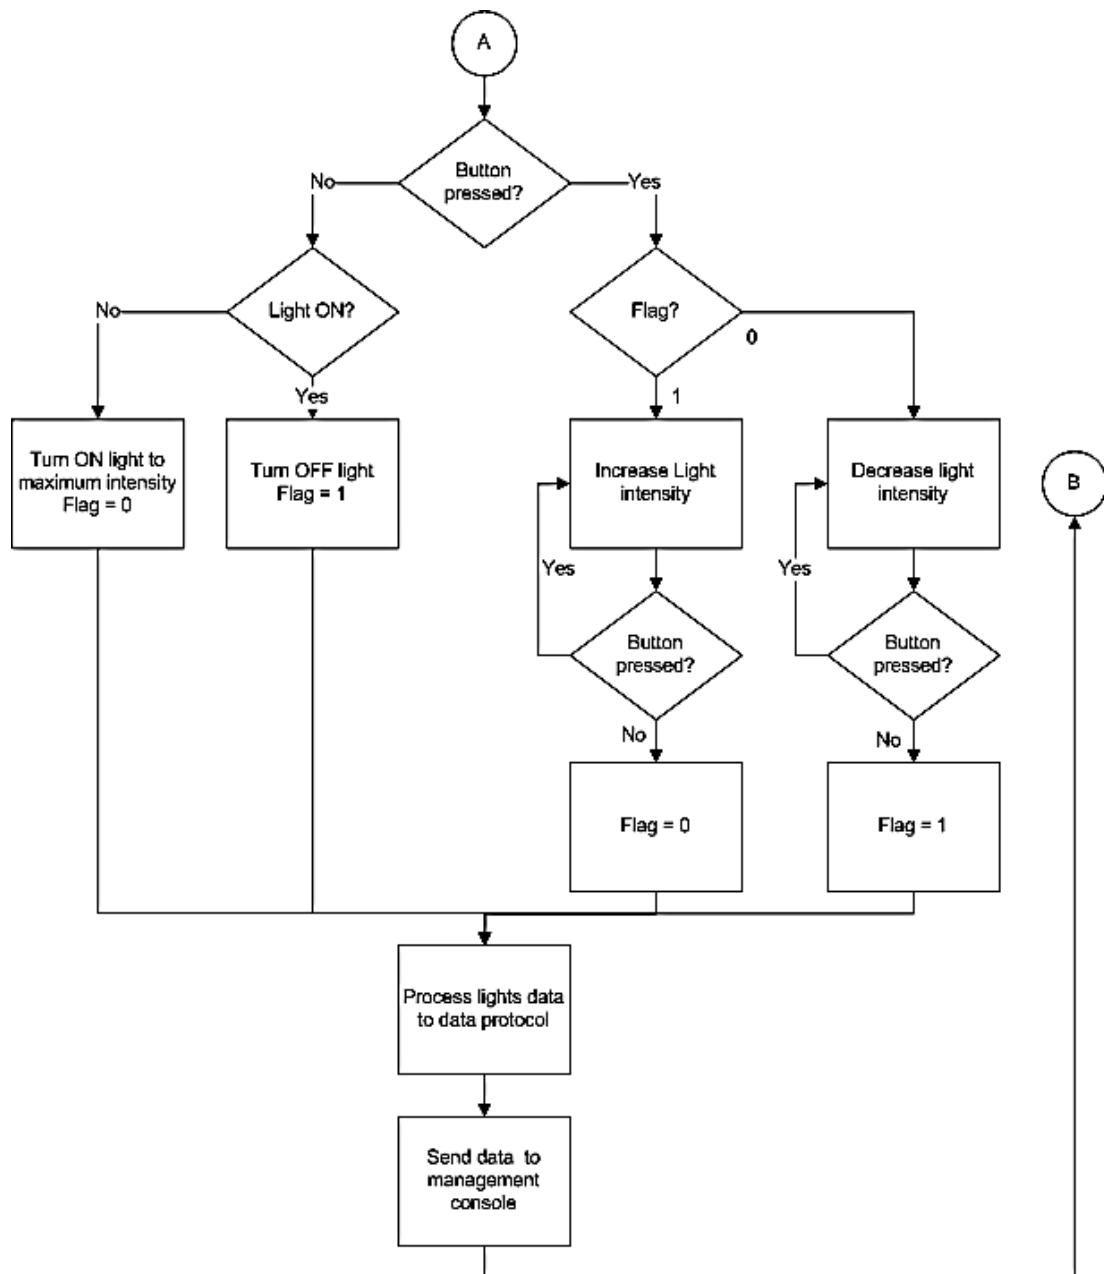 A
Button
pressed?
No
Yes
Light ON?
Flag?
No
0
Yes
1
Turn ON light to
maximum intensity
Flag = 0
Turn OFF light
Flag = 1
Increase Light
intensity
Decrease light
intensity
B
Yes
Yes
Button
pressed?
Button
pressed?
No
No
Flag = 0
Flag = 1
Process lights data
to data protocol
Send data to
management
console